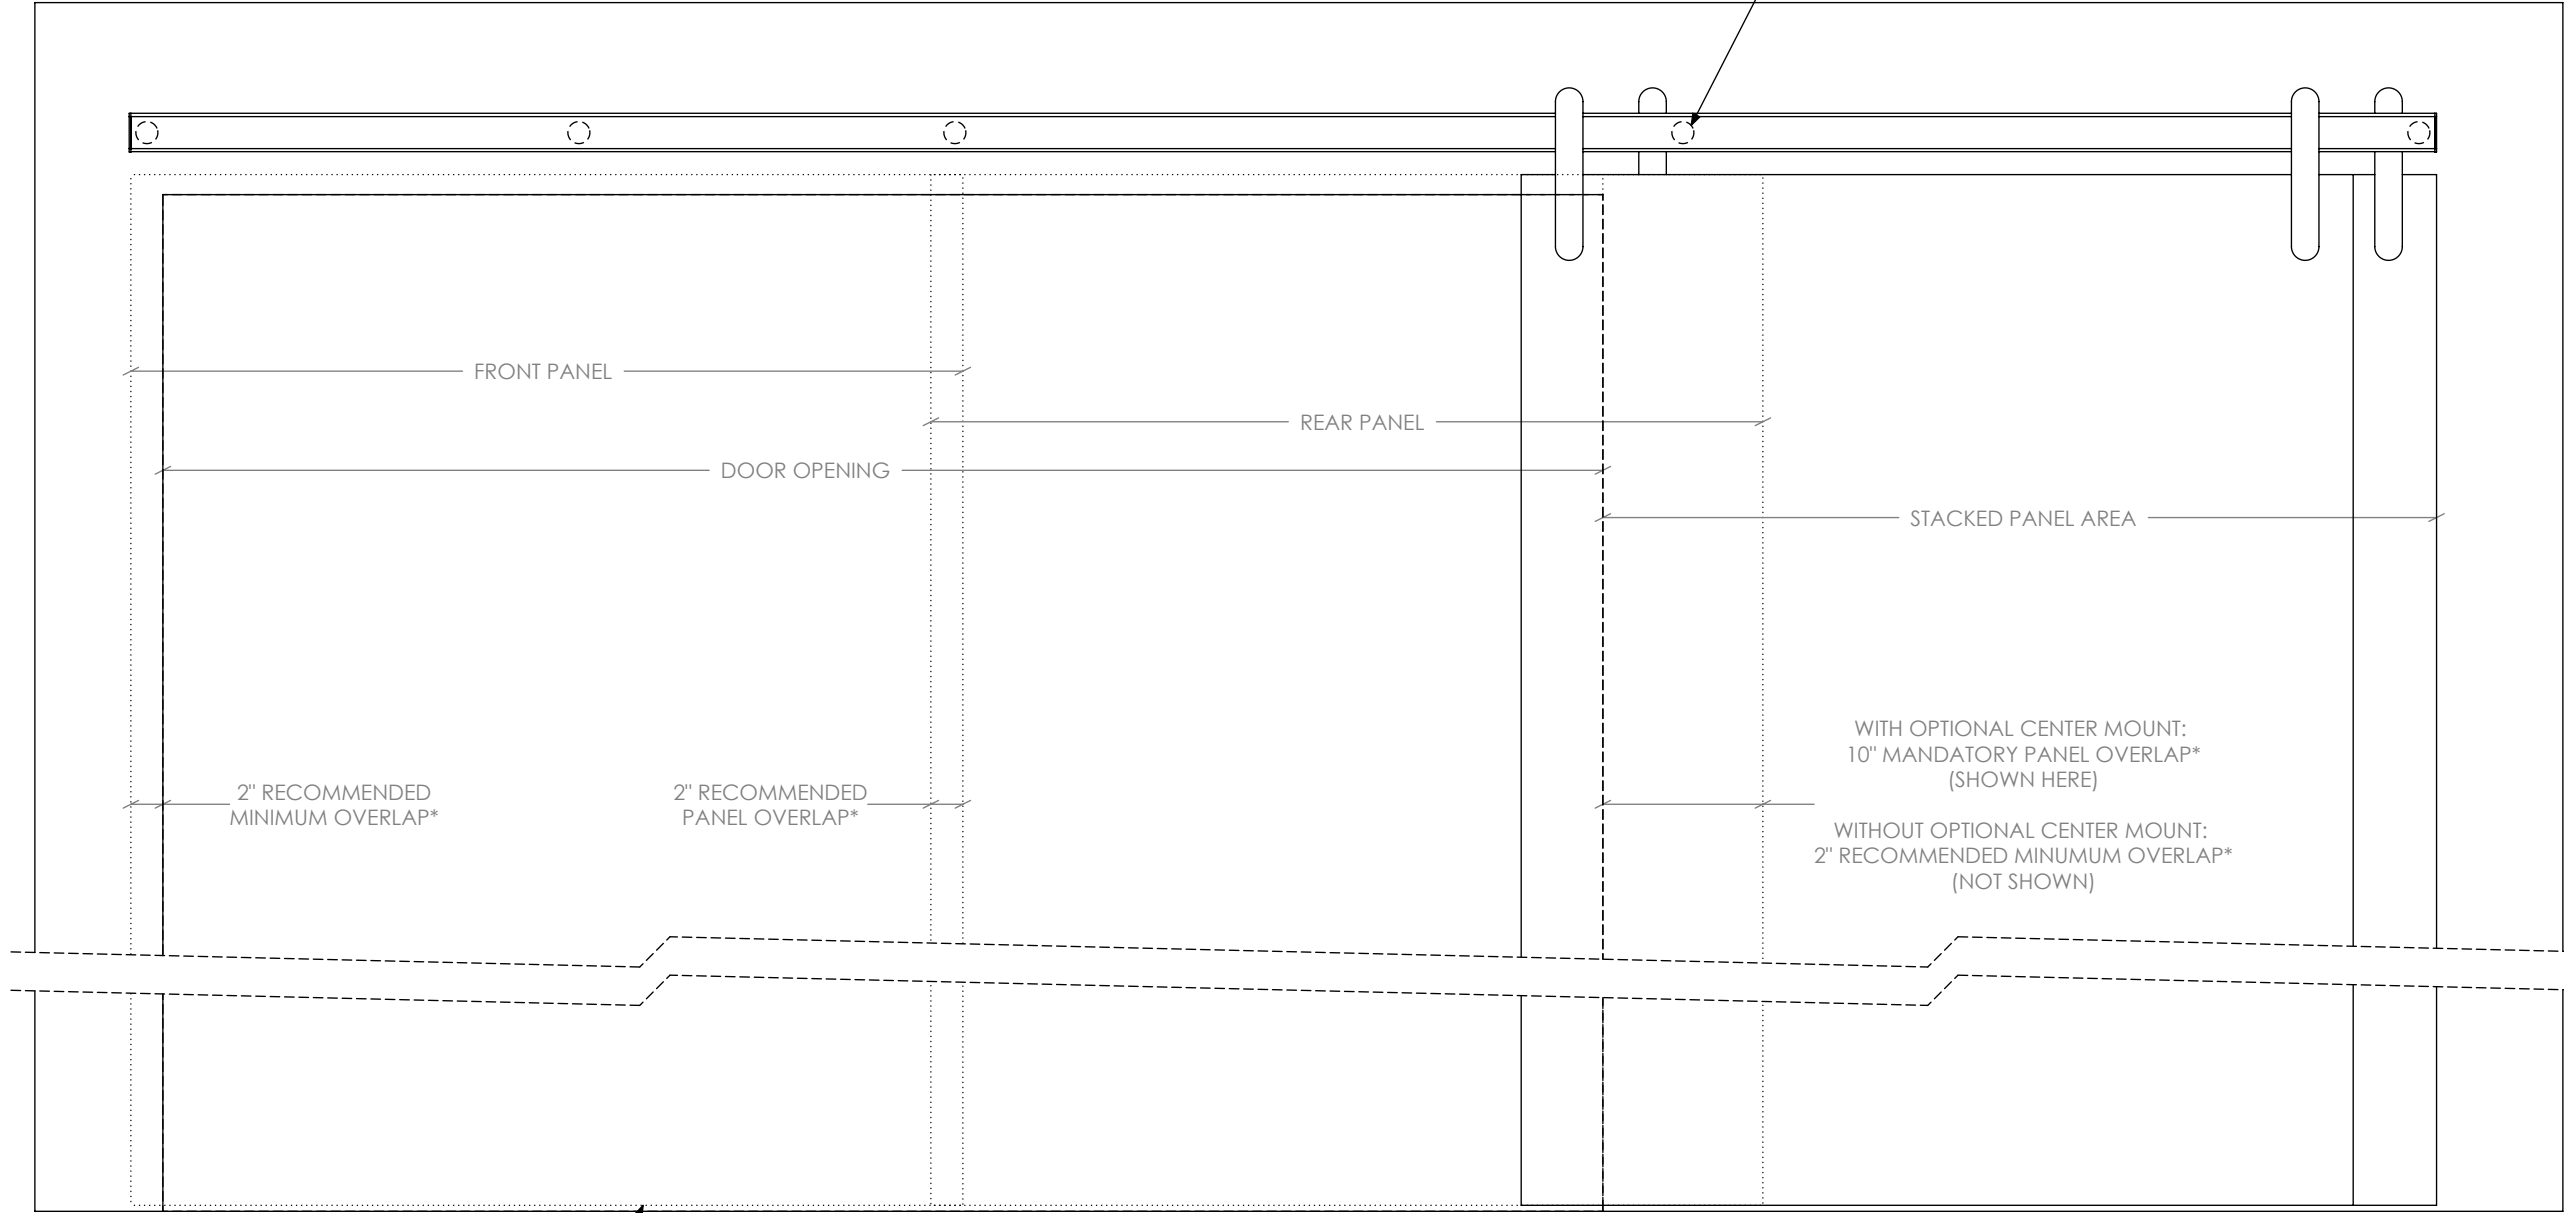 FRONT PANEL
REAR PANEL
DOOR OPENING
STACKED PANEL AREA
WITH OPTIONAL CENTER MOUNT:
10" MANDATORY PANEL OVERLAP*
(SHOWN HERE)
2" RECOMMENDED
MINIMUM OVERLAP*
2" RECOMMENDED
PANEL OVERLAP*
WITHOUT OPTIONAL CENTER MOUNT:
2" RECOMMENDED MINUMUM OVERLAP*
(NOT SHOWN)